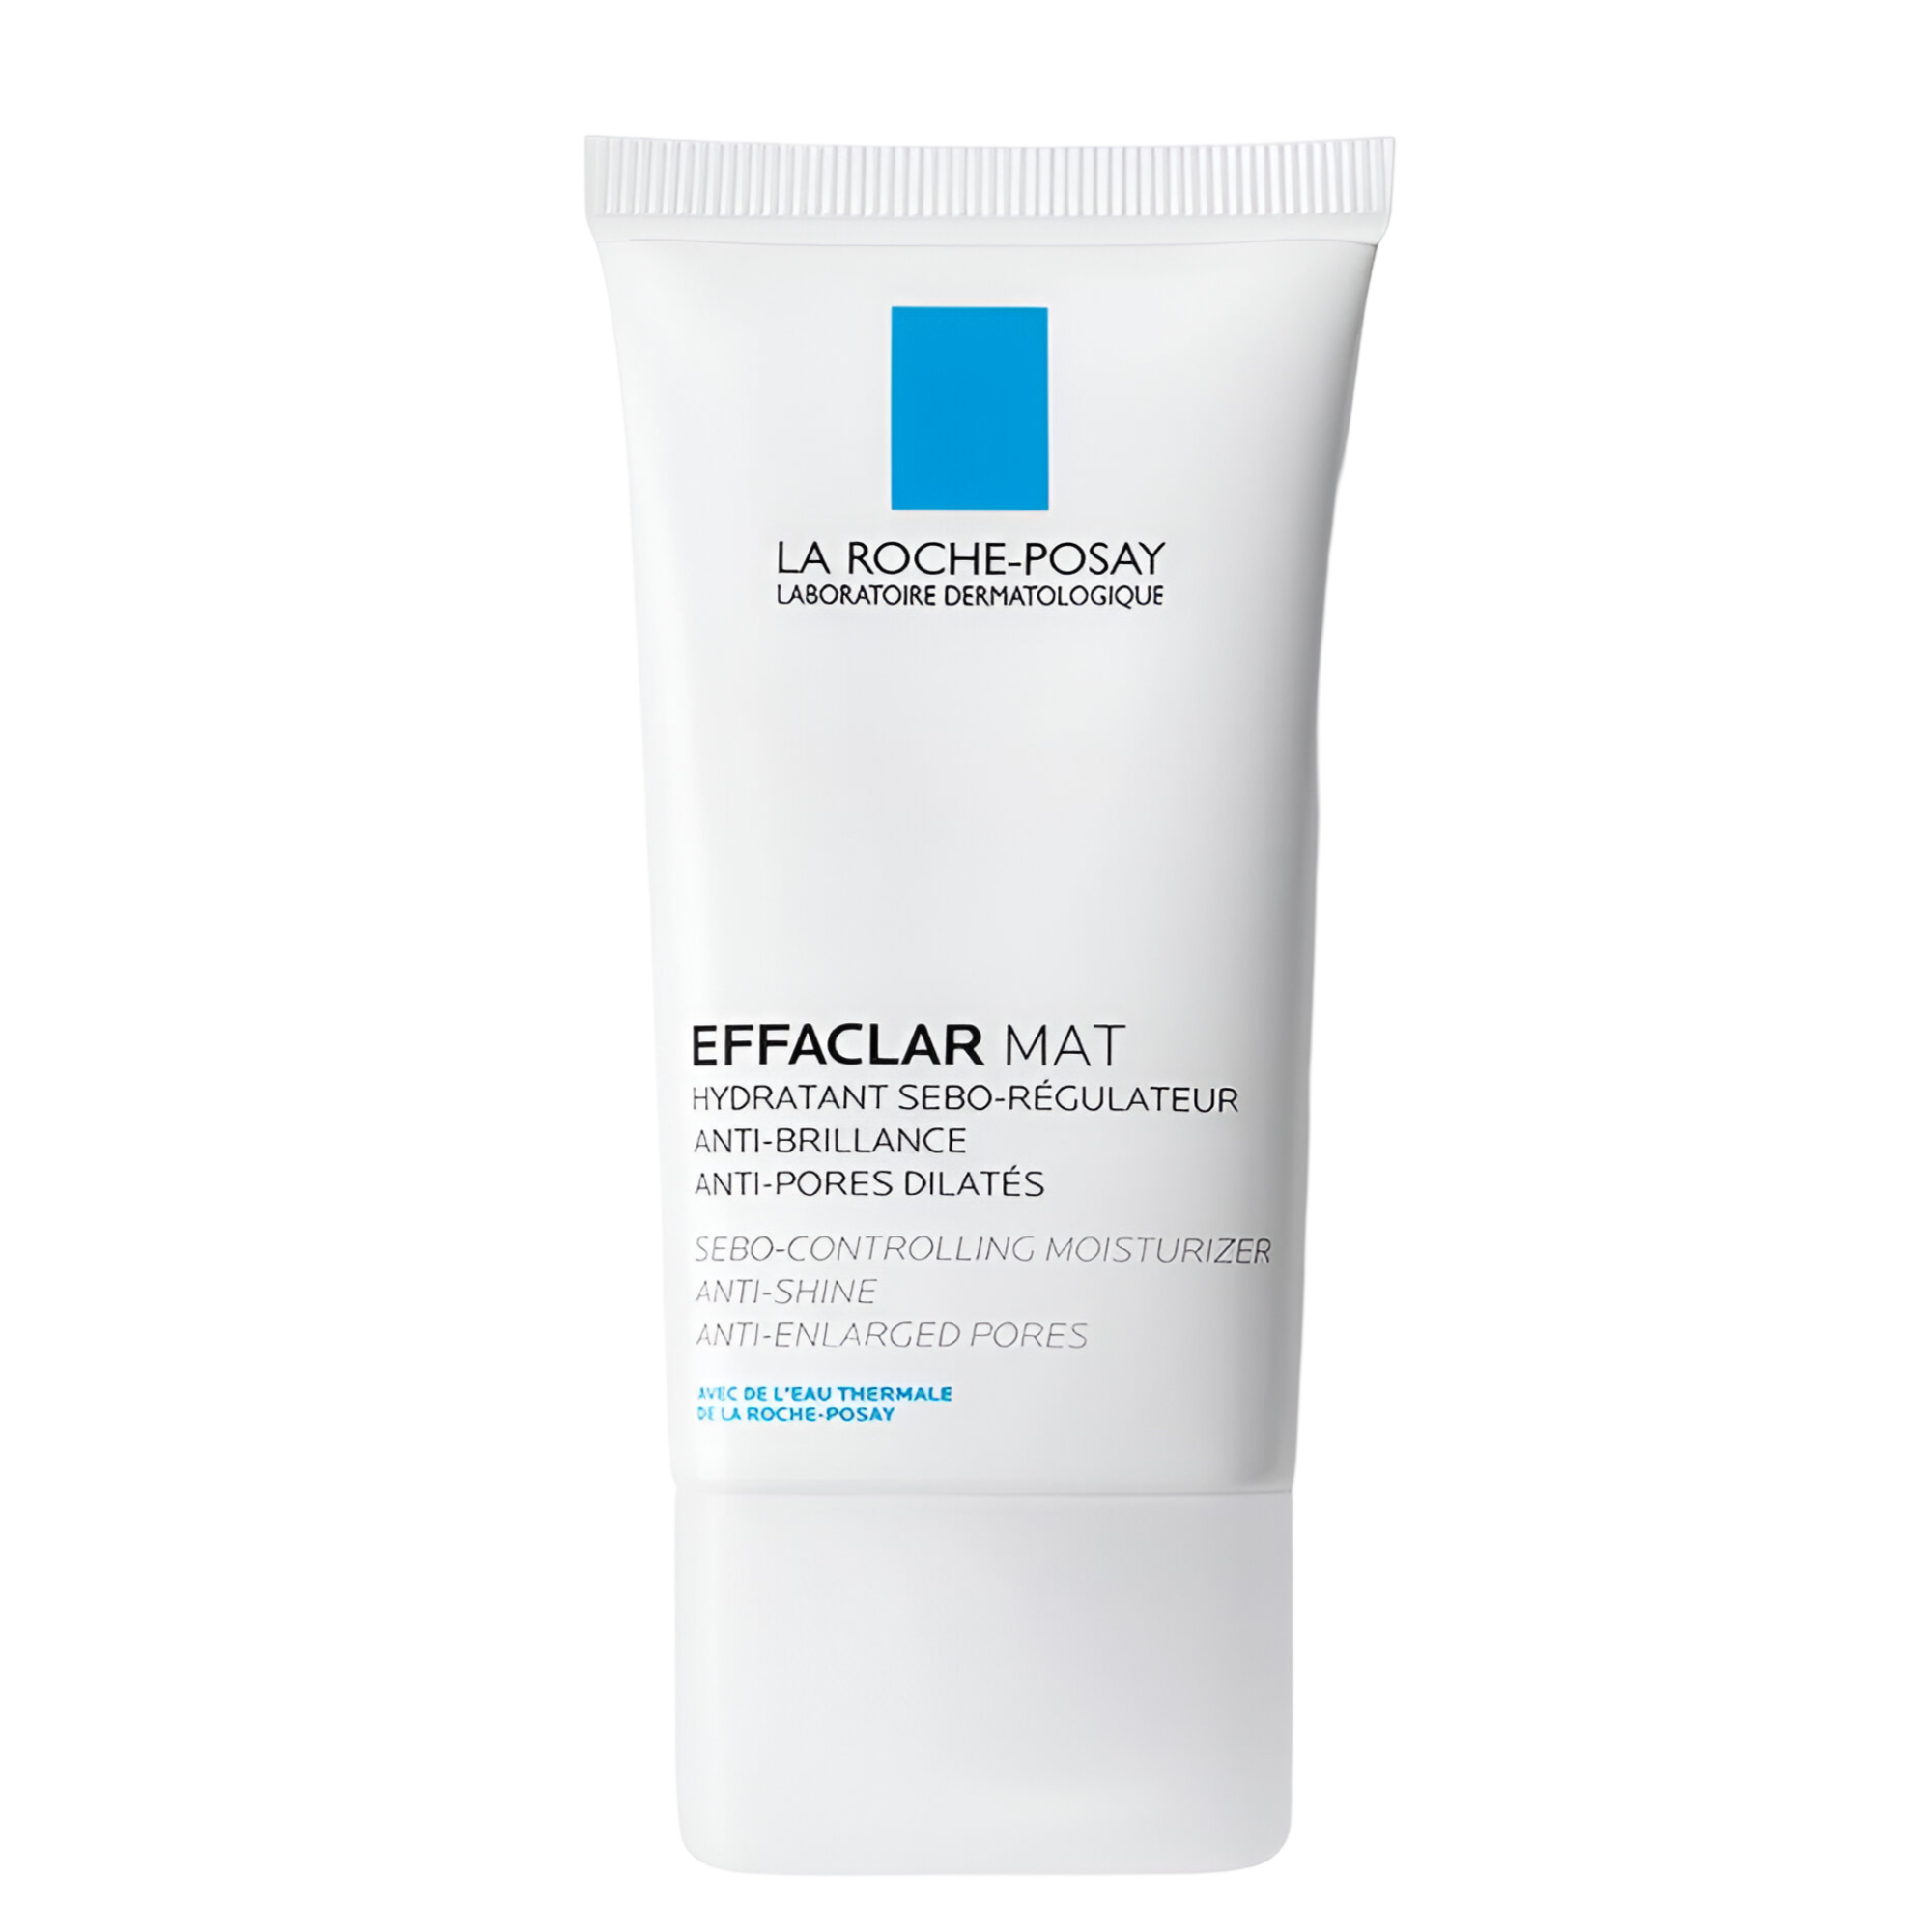 LA ROCHE-POSAY
LABORATOIRE DERMATOLOGIQUE
EFFACLAR MAT
HYDRATANT SEBO-RÉGULATEUR
ANTI-BRILLANCE
ANTI-PORES DILATÉS
SEBO-CONTROLLING MOISTURIZER
ANTI-SHINE
ANTI-ENLARGED PORES
AVEC DE L'EAU THERMALE
DE LA ROCHE-POSAY